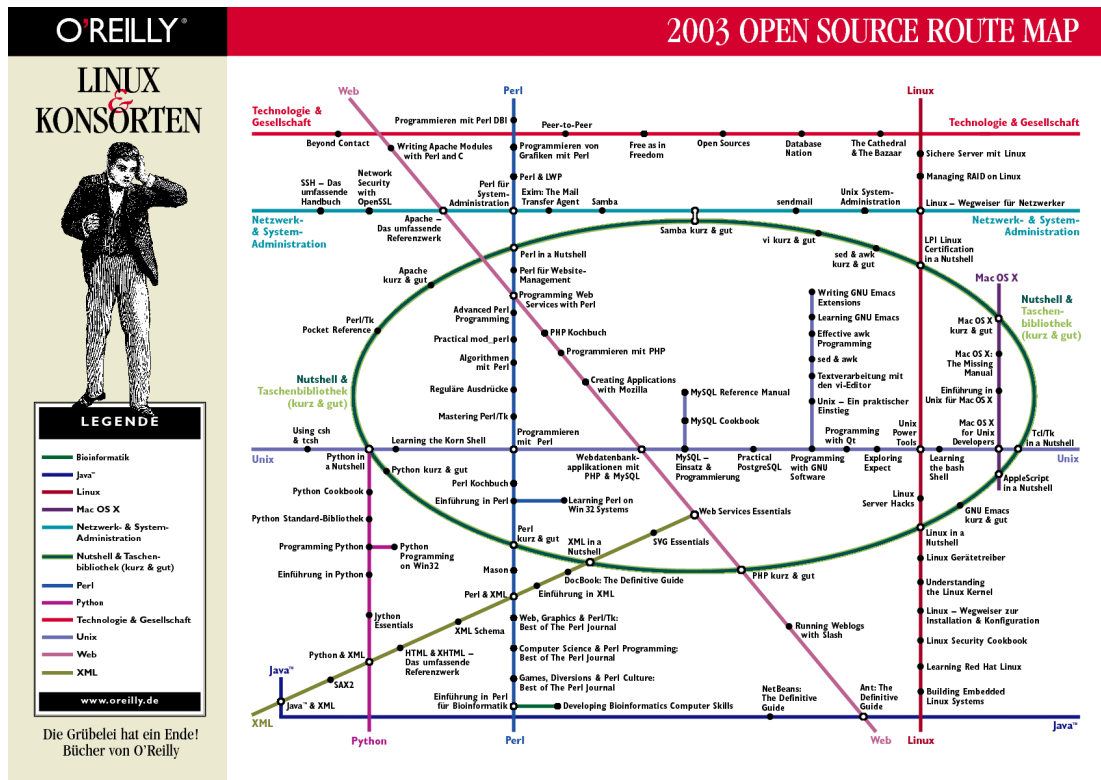 O'REILLY®
2003 OPEN SOURCE ROUTE MAP
LINUX
&
KONSORTEN
LEGENDE
Bioinformatik
Java™
Linux
Mac OS X
Netzwerk- & System-
Administration
Nutshell & Taschen-
bibliothek (kurz & gut)
Perl
Python
Technologie & Gesellschaft
Unix
Web
XML
www.oreilly.de
Die Grübelei hat ein Ende!
Bücher von O'Reilly
Web
Perl
Linux
Technologie &
Gesellschaft
Technologie & Gesellschaft
Programmieren mit Perl DBI
Peer-to-Peer
Beyond Contact
Writing Apache Modules
with Perl and C
Programmieren von
Grafiken mit Perl
Free as in
Freedom
Open Sources
Database
Nation
The Cathedral
& The Bazaar
Sichere Server mit Linux
Managing RAID on Linux
SSH – Das
umfassende
Handbuch
Network
Security
with
OpenSSL
Perl & LWP
Perl für
System-
Administration
Exim: The Mail
Transfer Agent
Samba
sendmail
Unix System-
Administration
Linux – Wegweiser für Netzwerker
Netzwerk-
& System-
Administration
Apache –
Das umfassende
Referenzwerk
Samba kurz & gut
vi kurz & gut
sed & awk
kurz & gut
Netzwerk- & System-
Administration
LPI Linux
Certification
in a Nutshell
Perl in a Nutshell
Perl für Website-
Management
Apache
kurz & gut
Programming Web
Services with Perl
Advanced Perl
Programming
Perl/Tk
Pocket Reference
Practical mod_perl
PHP Kochbuch
Programmieren mit PHP
Algorithmen
mit Perl
Creating Applications
with Mozilla
Reguläre Ausdrücke
Mastering Perl/Tk
Writing GNU Emacs
Extensions
Learning GNU Emacs
Effective awk
Programming
sed & awk
Textverarbeitung mit
den vi-Editor
Unix – Ein praktischer
Einstieg
MySQL Reference Manual
MySQL Cookbook
Mac OS X
Mac OS X
kurz & gut
Mac OS X:
The Missing
Manual
Einführung in
Unix für Mac OS X
Mac OS X
for Unix
Developers
Nutshell &
Taschen-
bibliothek
(kurz & gut)
Nutshell &
Taschenbibliothek
(kurz & gut)
Using csh
& tcsh
Learning the Korn Shell
Programmieren
mit Perl
Programming
with Qt
Unix
Power
Tools
Tcl/Tk
in a Nutshell
Unix
Python in
a Nutshell
Webdatenbank-
applikationen mit
PHP & MySQL
MySQL –
Einsatz &
Programmierung
Practical
PostgreSQL
Programming
with GNU
Software
Exploring
Expect
Learning
the bash
Shell
Unix
AppleScript
in a Nutshell
Python kurz & gut
Python Cookbook
Perl Kochbuch
Einführung in Perl
Learning Perl on
Win 32 Systems
Linux
Server Hacks
Web Services Essentials
GNU Emacs
kurz & gut
Python Standard-Bibliothek
Perl
kurz & gut
XML in a
Nutshell
SVG Essentials
Linux in a
Nutshell
Programming Python
Python
Programming
on Win32
Linux Gerätetreiber
Einführung in Python
Mason
DocBook: The Definitive Guide
PHP kurz & gut
Understanding
the Linux Kernel
Perl & XML
Einführung in XML
Jython
Essentials
XML Schema
Web, Graphics & Perl/Tk:
Best of The Perl Journal
Running Weblogs
with Slash
Linux – Wegweiser zur
Installation & Konfiguration
Linux Security Cookbook
Python & XML
HTML & XHTML –
Das umfassende
Referenzwerk
Computer Science & Perl Programming:
Best of The Perl Journal
Learning Red Hat Linux
Java™
SAX2
Games, Diversions & Perl Culture:
Best of The Perl Journal
NetBeans:
The Definitive
Guide
Ant: The
Definitive
Guide
Building Embedded
Linux Systems
Java™ & XML
Einführung in Perl
für Bioinformatik
Developing Bioinformatics Computer Skills
XML
Java™
Python
Perl
Web
Linux